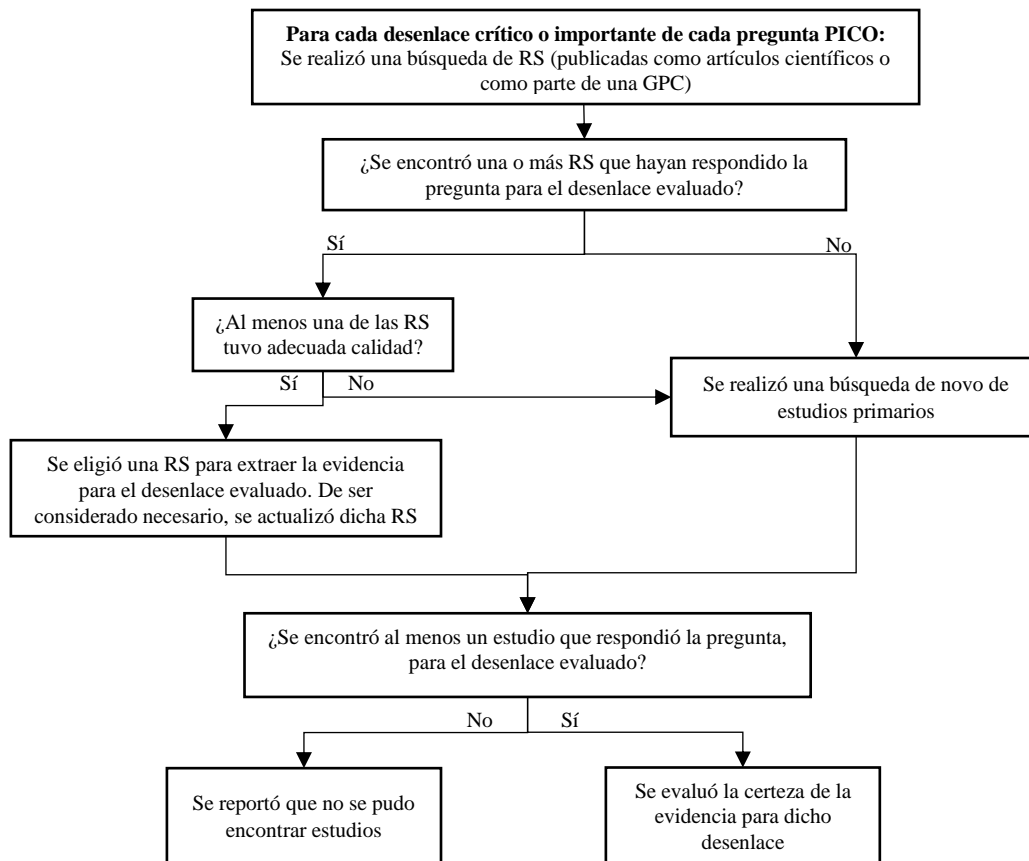 Para cada desenlace crítico o importante de cada pregunta PICO:
Se realizó una búsqueda de RS (publicadas como artículos científicos o
como parte de una GPC)
¿Se encontró una o más RS que hayan respondido la
pregunta para el desenlace evaluado?
Sí
No
¿Al menos una de las RS
tuvo adecuada calidad?
Sí
No
Se realizó una búsqueda de novo de
estudios primarios
Se eligió una RS para extraer la evidencia
para el desenlace evaluado. De ser
considerado necesario, se actualizó dicha RS
¿Se encontró al menos un estudio que respondió la pregunta,
para el desenlace evaluado?
No
Sí
Se reportó que no se pudo
encontrar estudios
Se evaluó la certeza de la
evidencia para dicho
desenlace